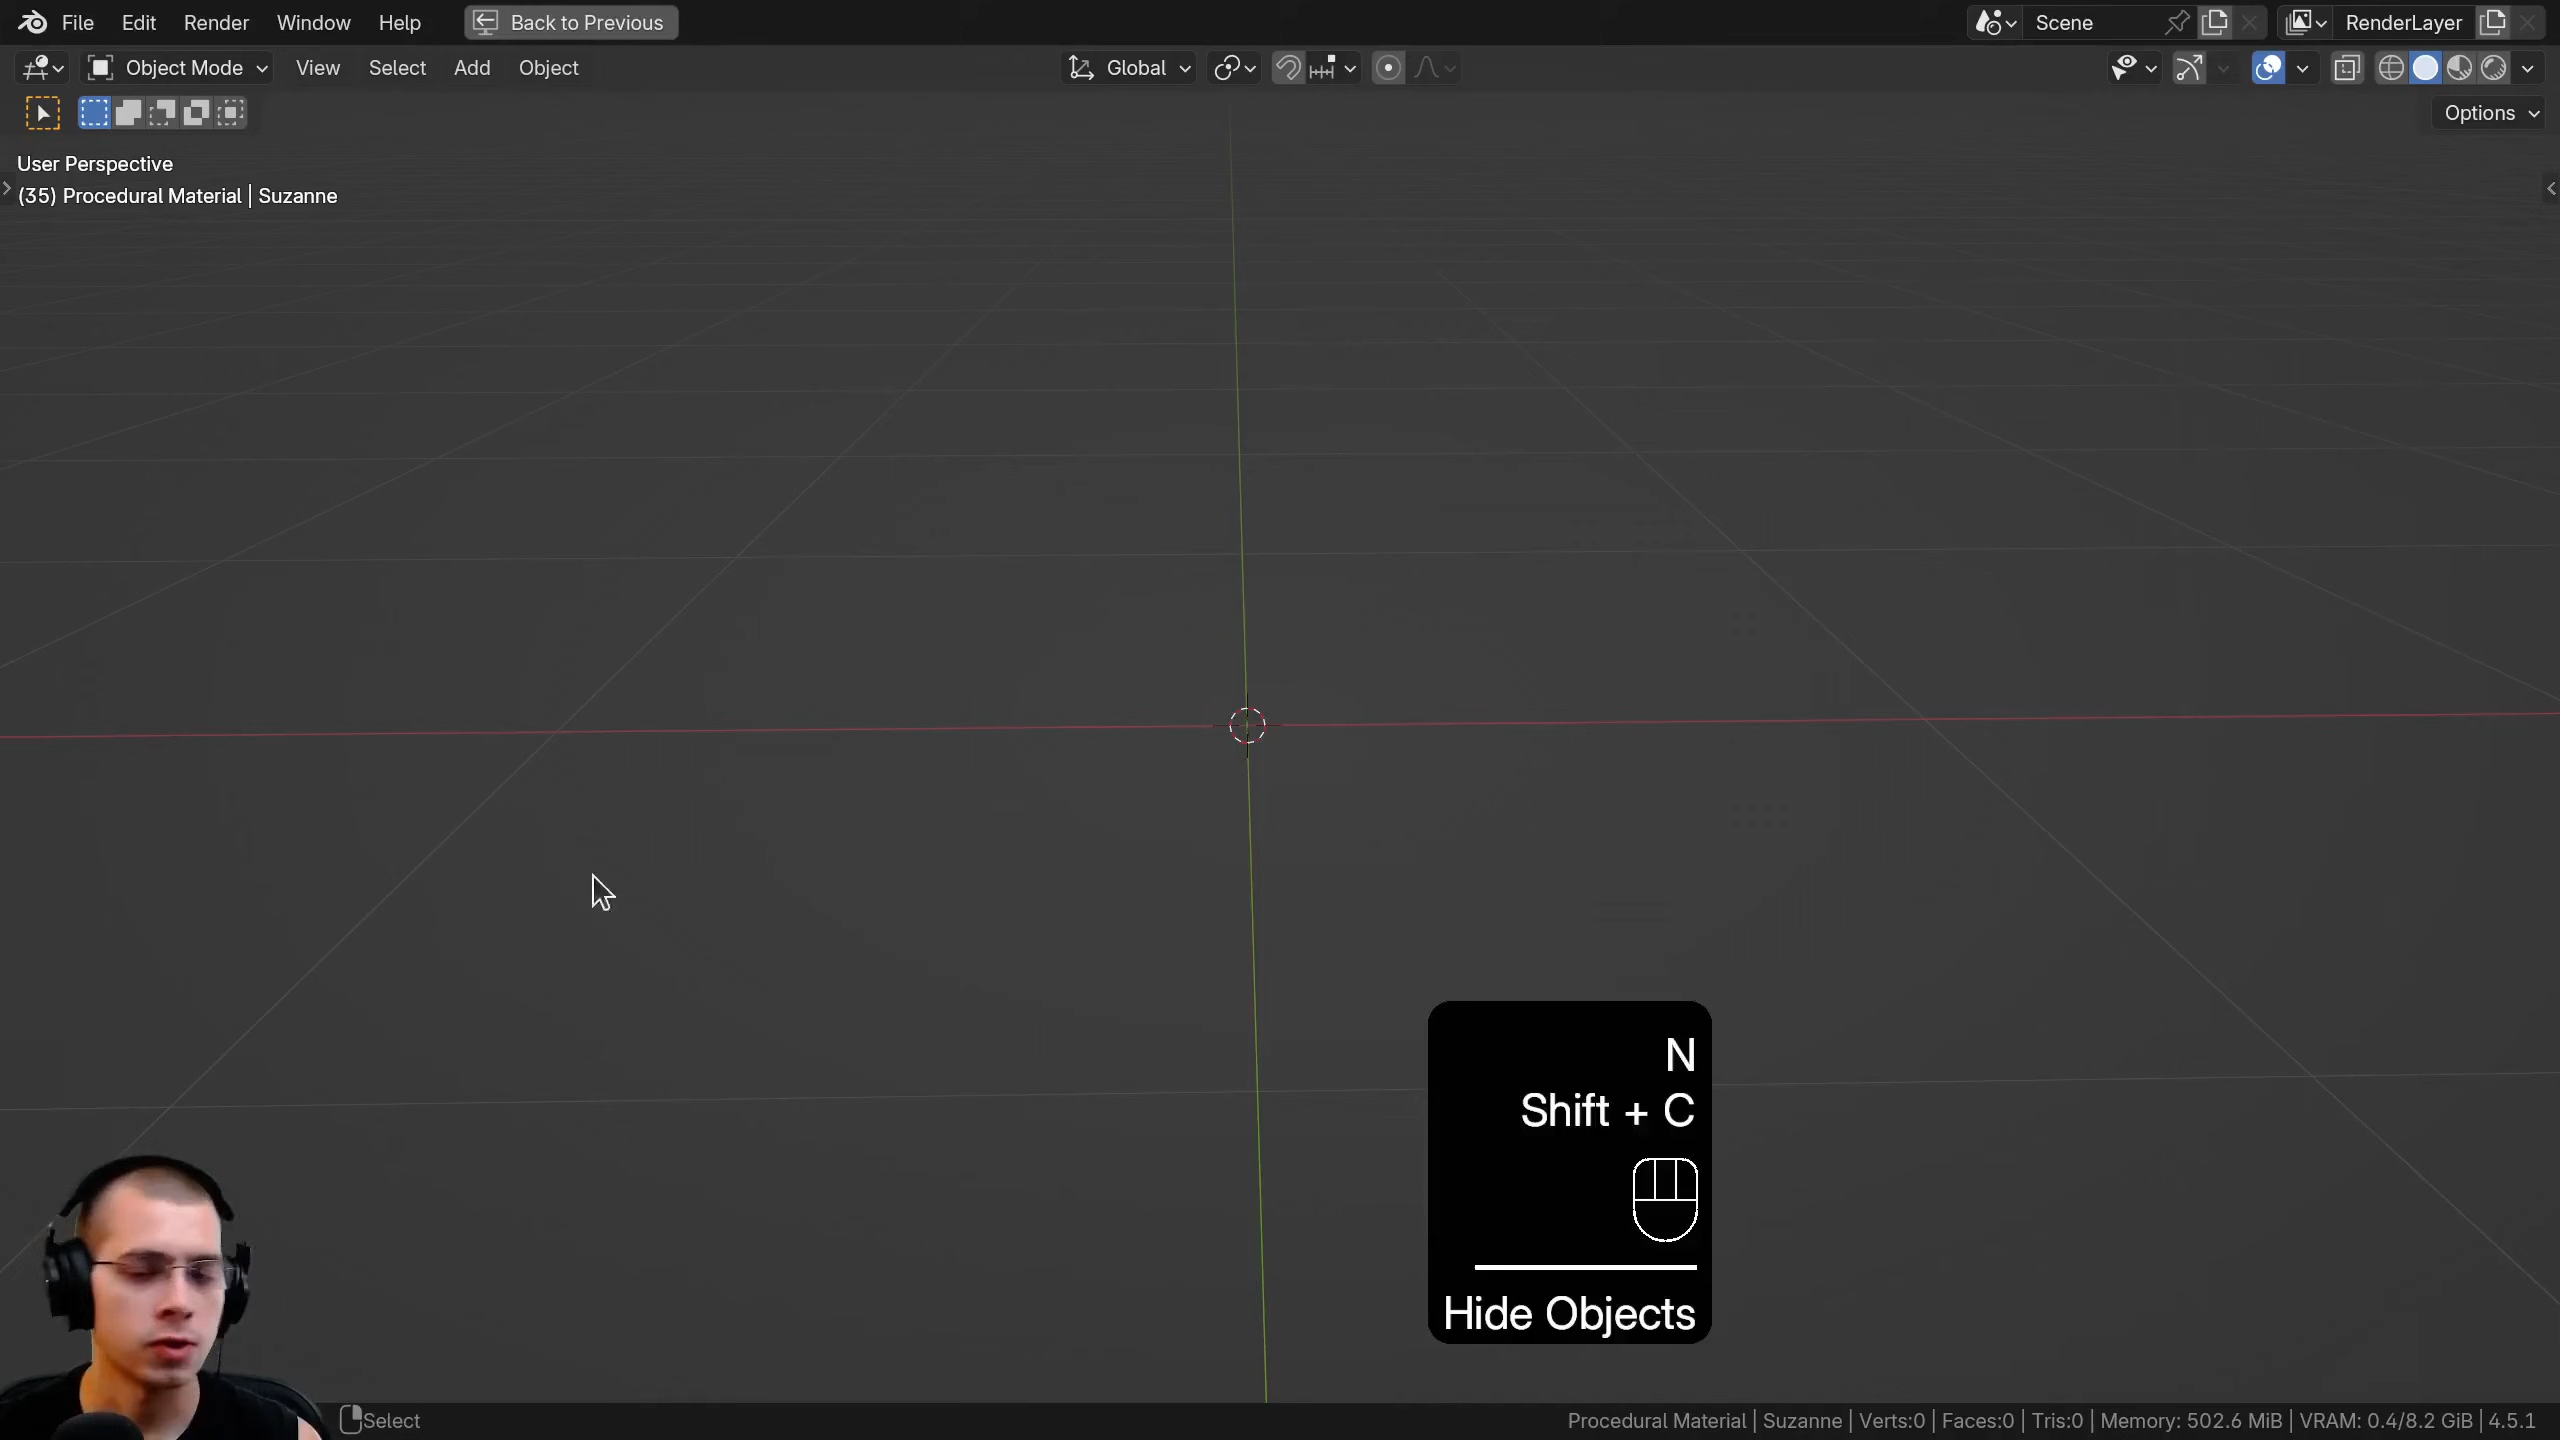 File Edit Render Window Help Back to Previous Scene RenderLayer
Object Mode View Select Add Object Global
Options
User Perspective
(35) Procedural Material | Suzanne
N
Shift + C
Hide Objects
Select Procedural Material | Suzanne | Verts:0 | Faces:0 | Tris:0 | Memory: 502.6 MiB | VRAM: 0.4/8.2 GiB | 4.5.1